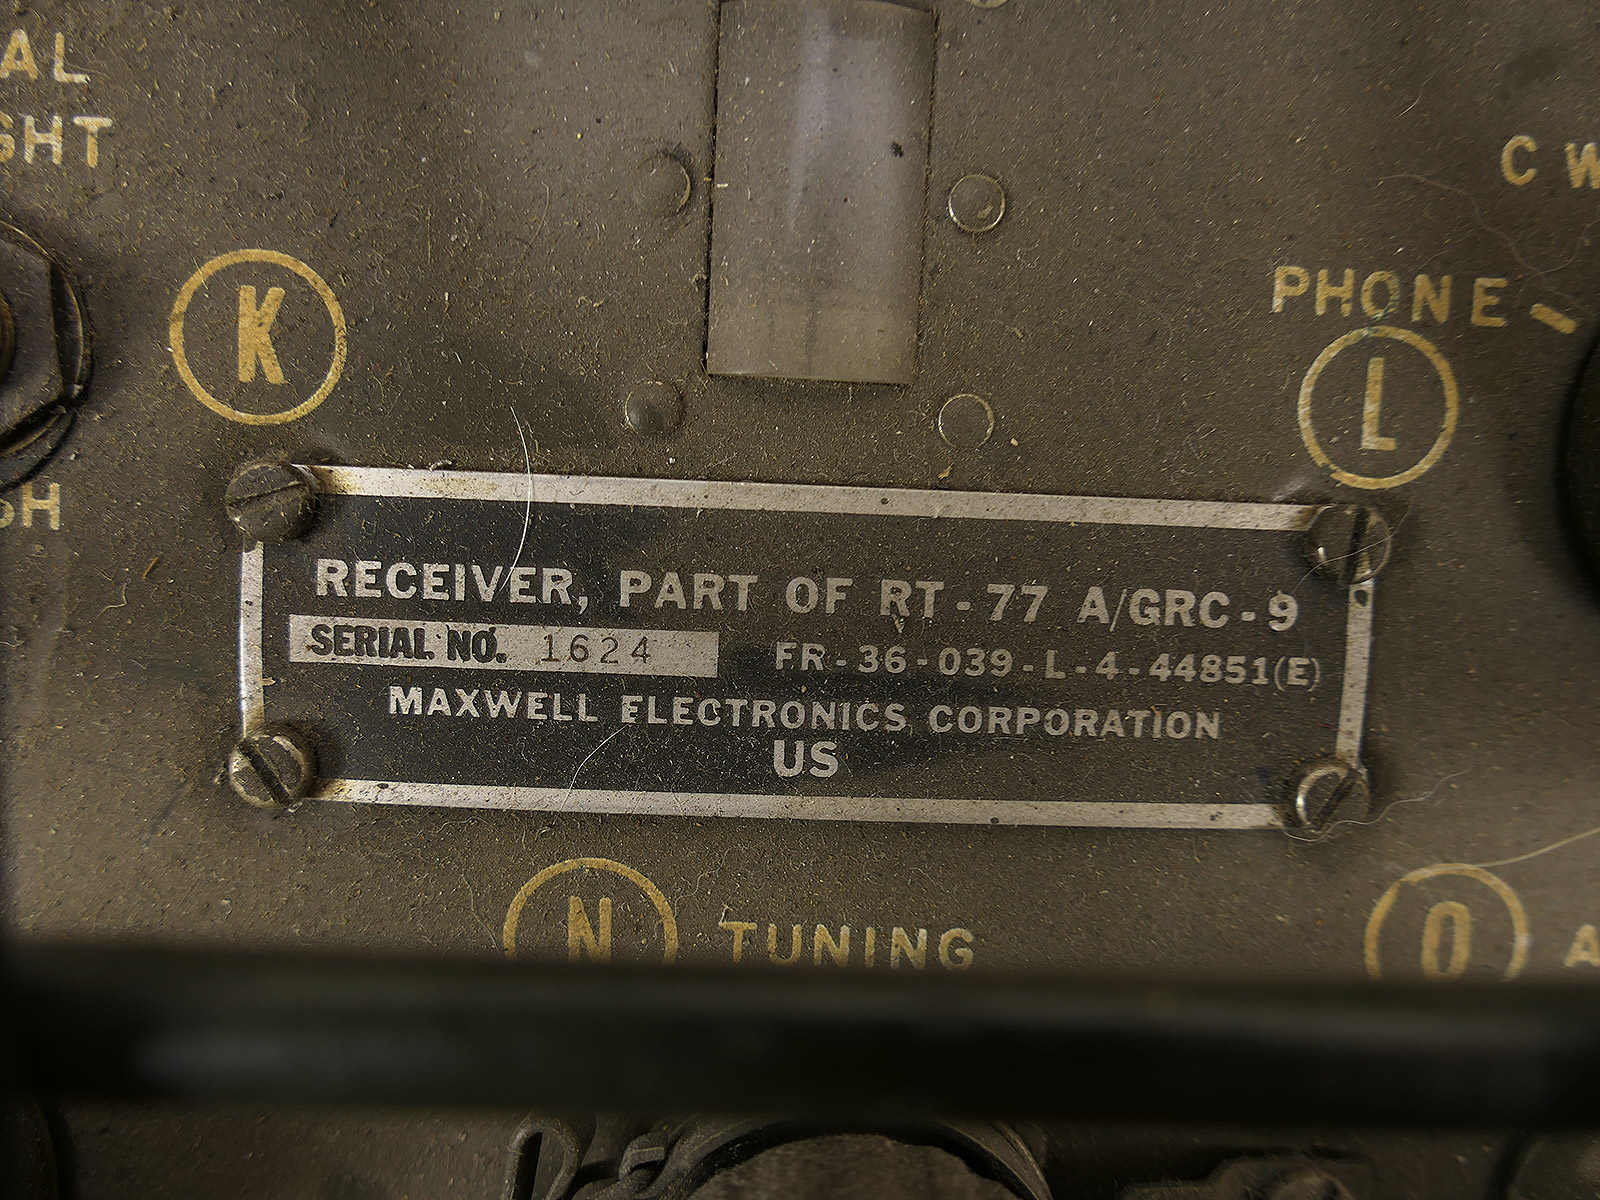 AL
GHT
C W
K
PHONE -
L
SH
RECEIVER, PART OF RT-77 A/GRC-9
SERIAL NO. 1624 FR-36-039-L-4-44851(E)
MAXWELL ELECTRONICS CORPORATION
US
N TUNING
O A